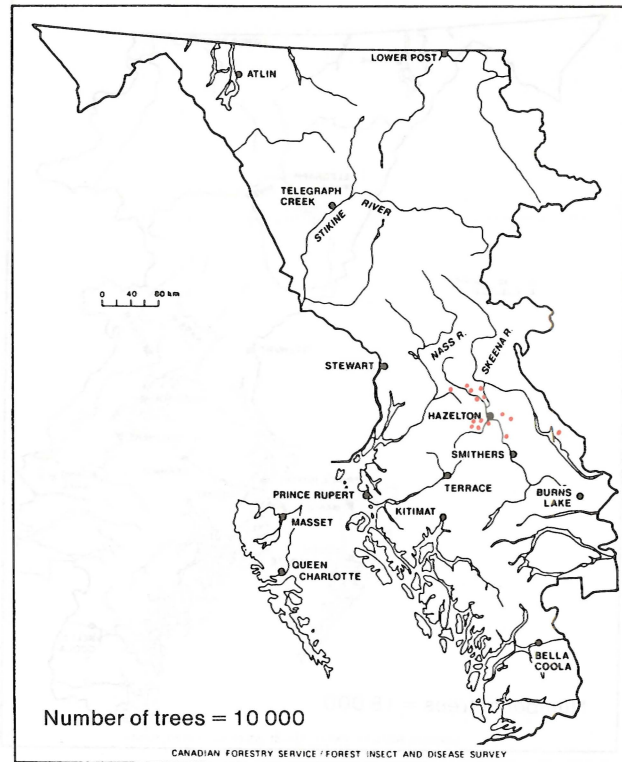 LOWER POST
ATLIN
TELEGRAPH
CREEK
STIKINE RIVER
0 40 80 km
NASS R.
SKEENA R.
STEWART
HAZELTON
SMITHERS
TERRACE
PRINCE RUPERT
BURNS
LAKE
KITIMAT
MASSET
QUEEN
CHARLOTTE
BELLA
COOLA
Number of trees = 10 000
CANADIAN FORESTRY SERVICE / FOREST INSECT AND DISEASE SURVEY